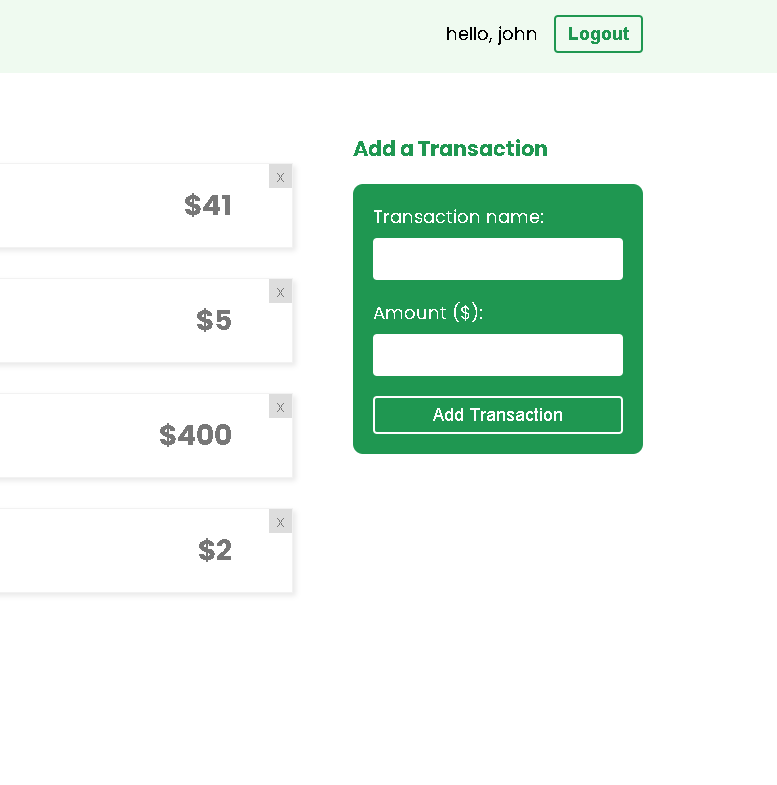 hello, john
Logout
x
$41
x
$5
x
$400
x
$2
Add a Transaction
Transaction name:
Amount ($):
Add Transaction